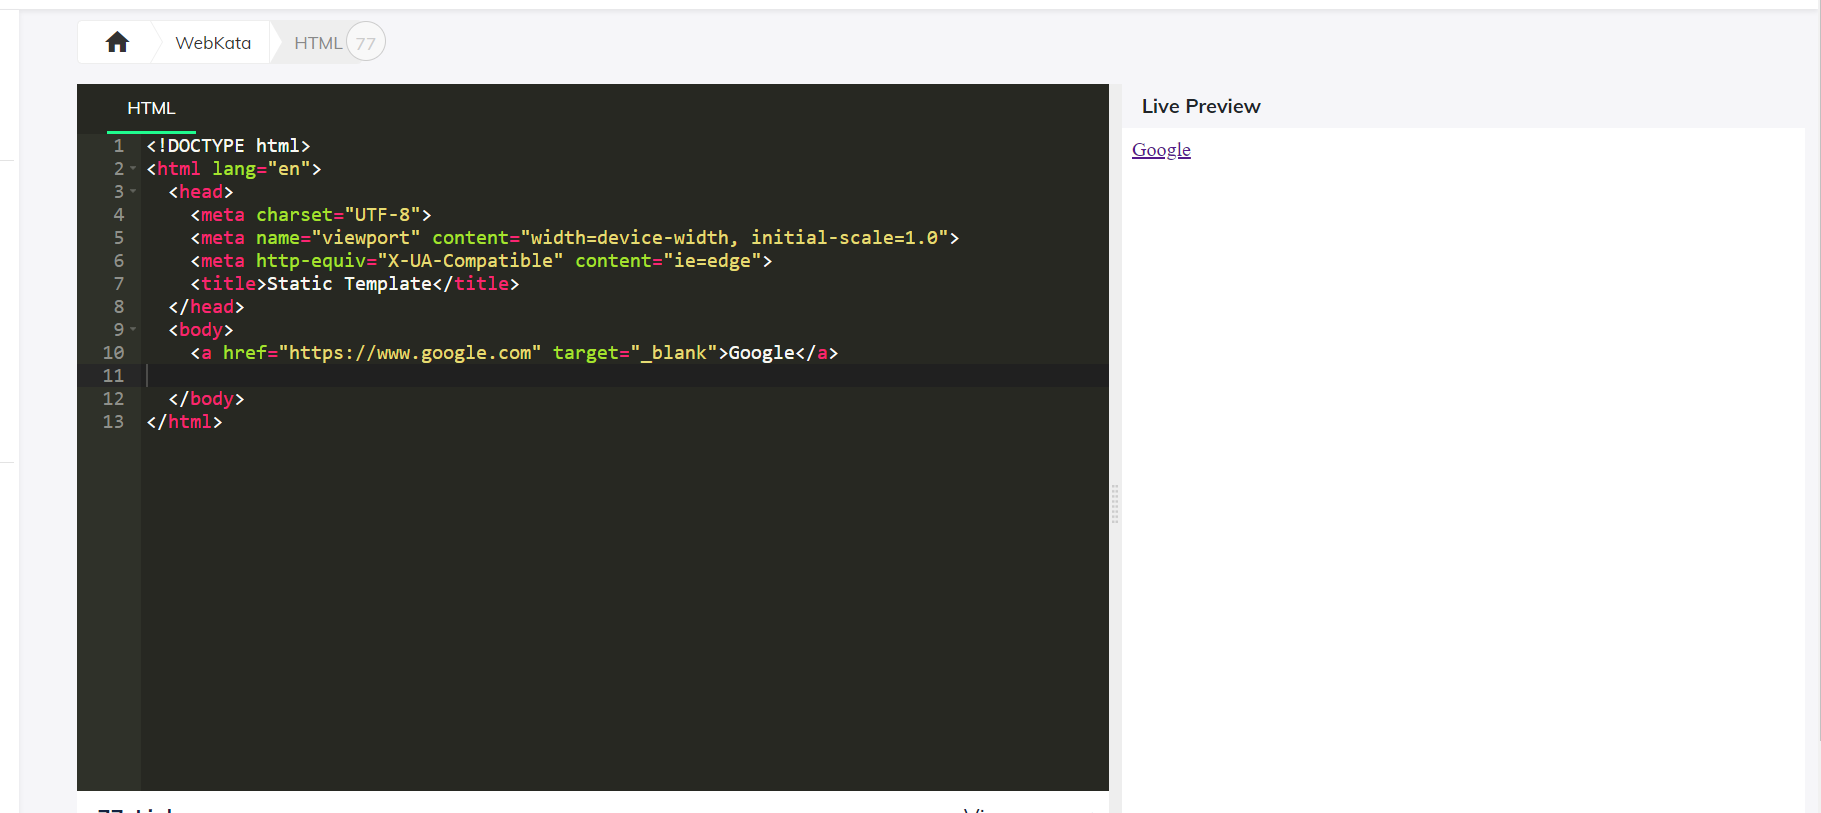 WebKata HTML 77
HTML
1 <!DOCTYPE html>
2 <html lang="en">
3   <head>
4     <meta charset="UTF-8">
5     <meta name="viewport" content="width=device-width, initial-scale=1.0">
6     <meta http-equiv="X-UA-Compatible" content="ie=edge">
7     <title>Static Template</title>
8   </head>
9   <body>
10     <a href="https://www.google.com" target="_blank">Google</a>
11
12   </body>
13 </html>
Live Preview
Google